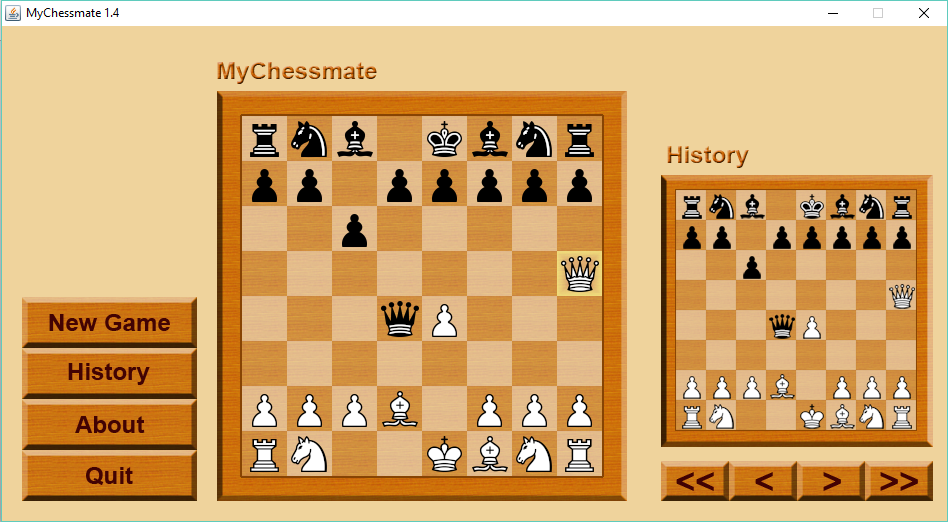 MyChessmate 1.4
MyChessmate
History
New Game
History
About
Quit
<< < > >>